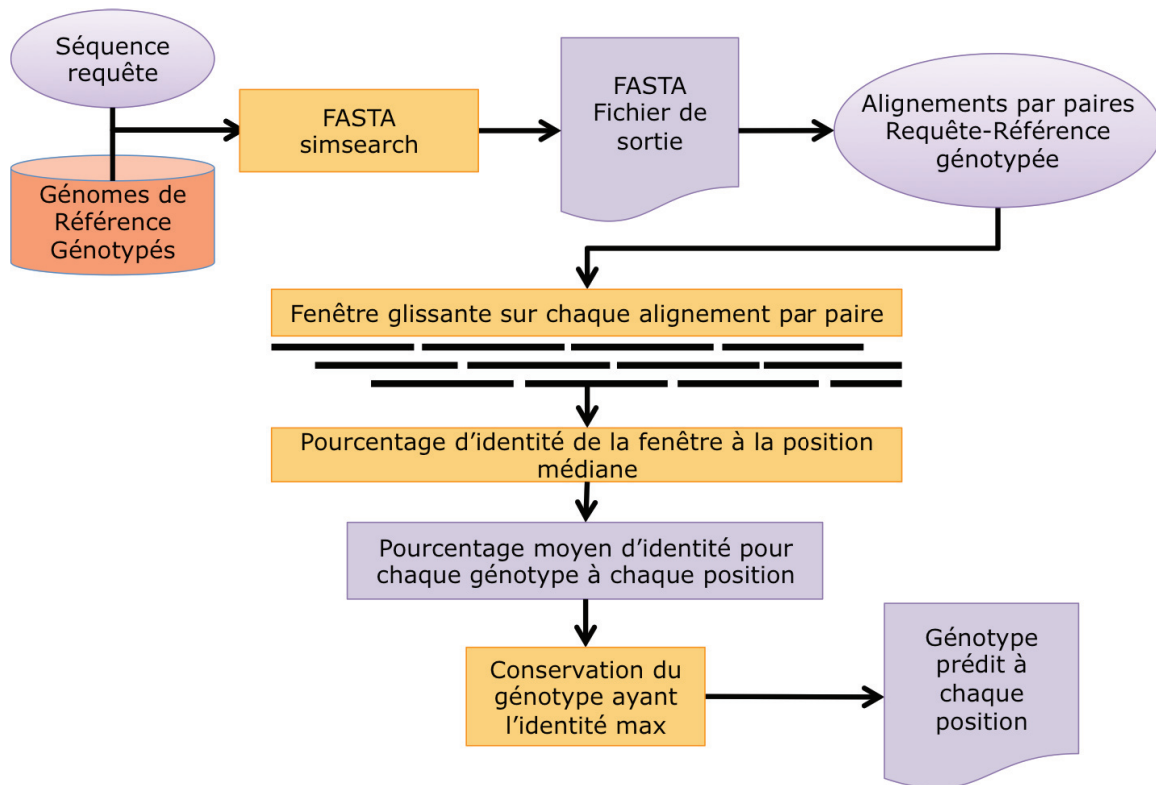 Séquence
requête
FASTA
simsearch
FASTA
Fichier de
sortie
Alignements par paires
Requête-Référence
génotypée
Génomes de
Référence
Génotypés
Fenêtre glissante sur chaque alignement par paire
Pourcentage d’identité de la fenêtre à la position
médiane
Pourcentage moyen d’identité pour
chaque génotype à chaque position
Conservation du
génotype ayant
l’identité max
Génotype
prédit à
chaque
position